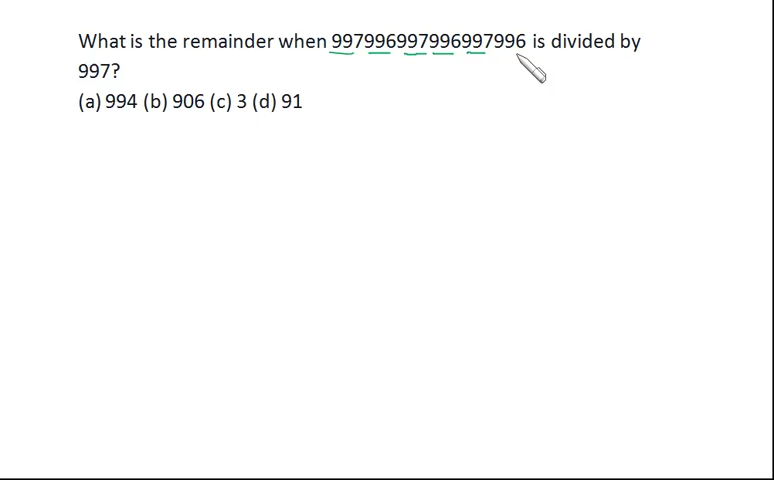 What is the remainder when 997996997996997996 is divided by
997?
(a) 994 (b) 906 (c) 3 (d) 91